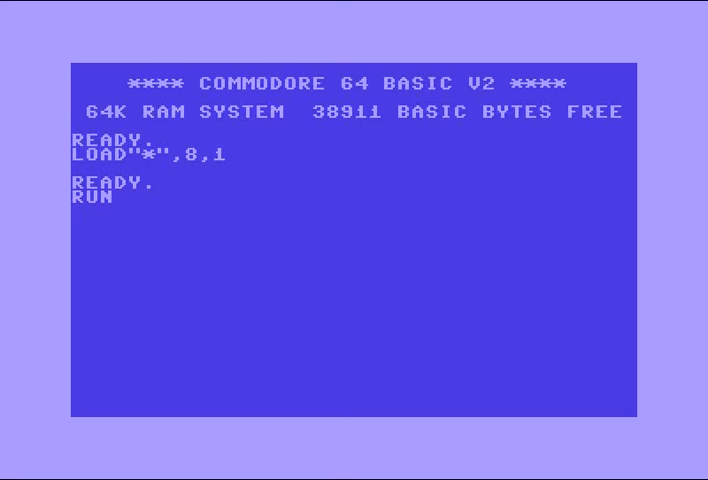 **** COMMODORE 64 BASIC V2 ****
64K RAM SYSTEM  38911 BASIC BYTES FREE
READY.
LOAD"*",8,1
READY.
RUN